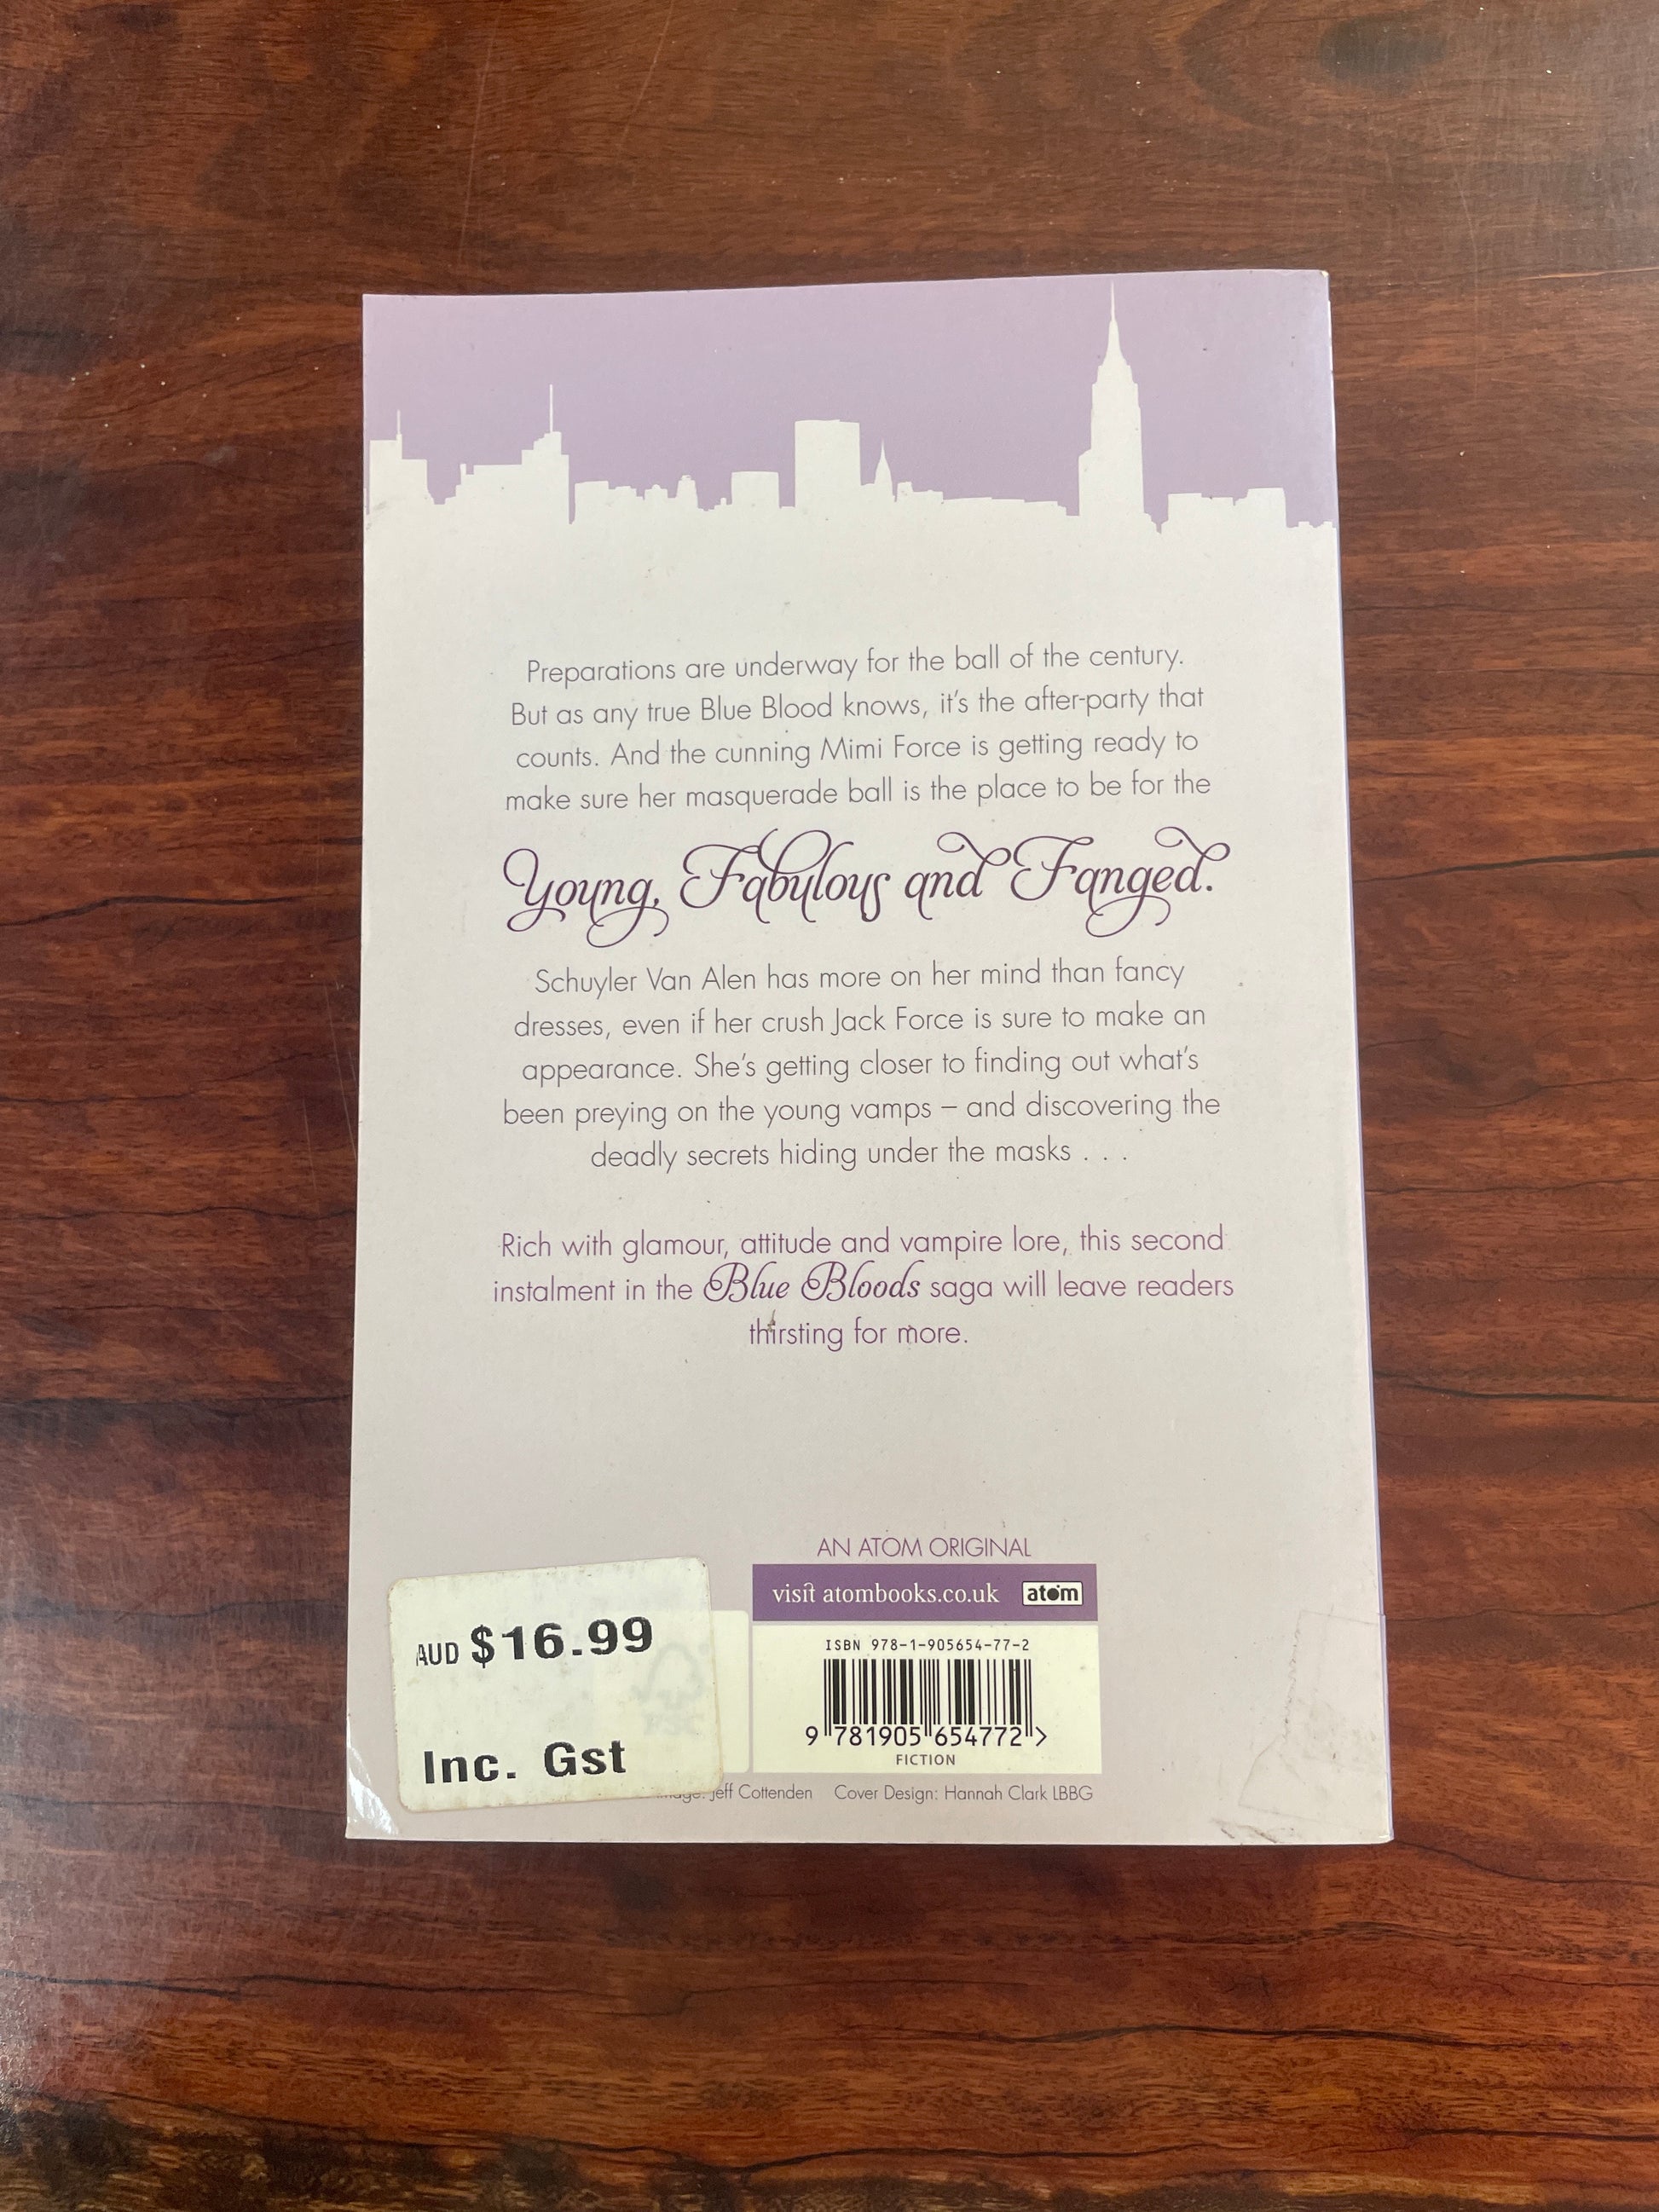 Preparations are underway for the ball of the century.
But as any true Blue Blood knows, it's the after-party that
counts. And the cunning Mimi Force is getting ready to
make sure her masquerade ball is the place to be for the
Young, Fabulous and Fanged.
Schuyler Van Alen has more on her mind than fancy
dresses, even if her crush Jack Force is sure to make an
appearance. She's getting closer to finding out what's
been preying on the young vamps – and discovering the
deadly secrets hiding under the masks . . .
Rich with glamour, attitude and vampire lore, this second
instalment in the Blue Bloods saga will leave readers
thirsting for more.
AN ATOM ORIGINAL
visit atombooks.co.uk atom
ISBN 978-1-905654-77-2
9 781905 654772 >
FICTION
AUD $16.99
Inc. Gst
FSC
Jeff Cottenden Cover Design: Hannah Clark LBBG